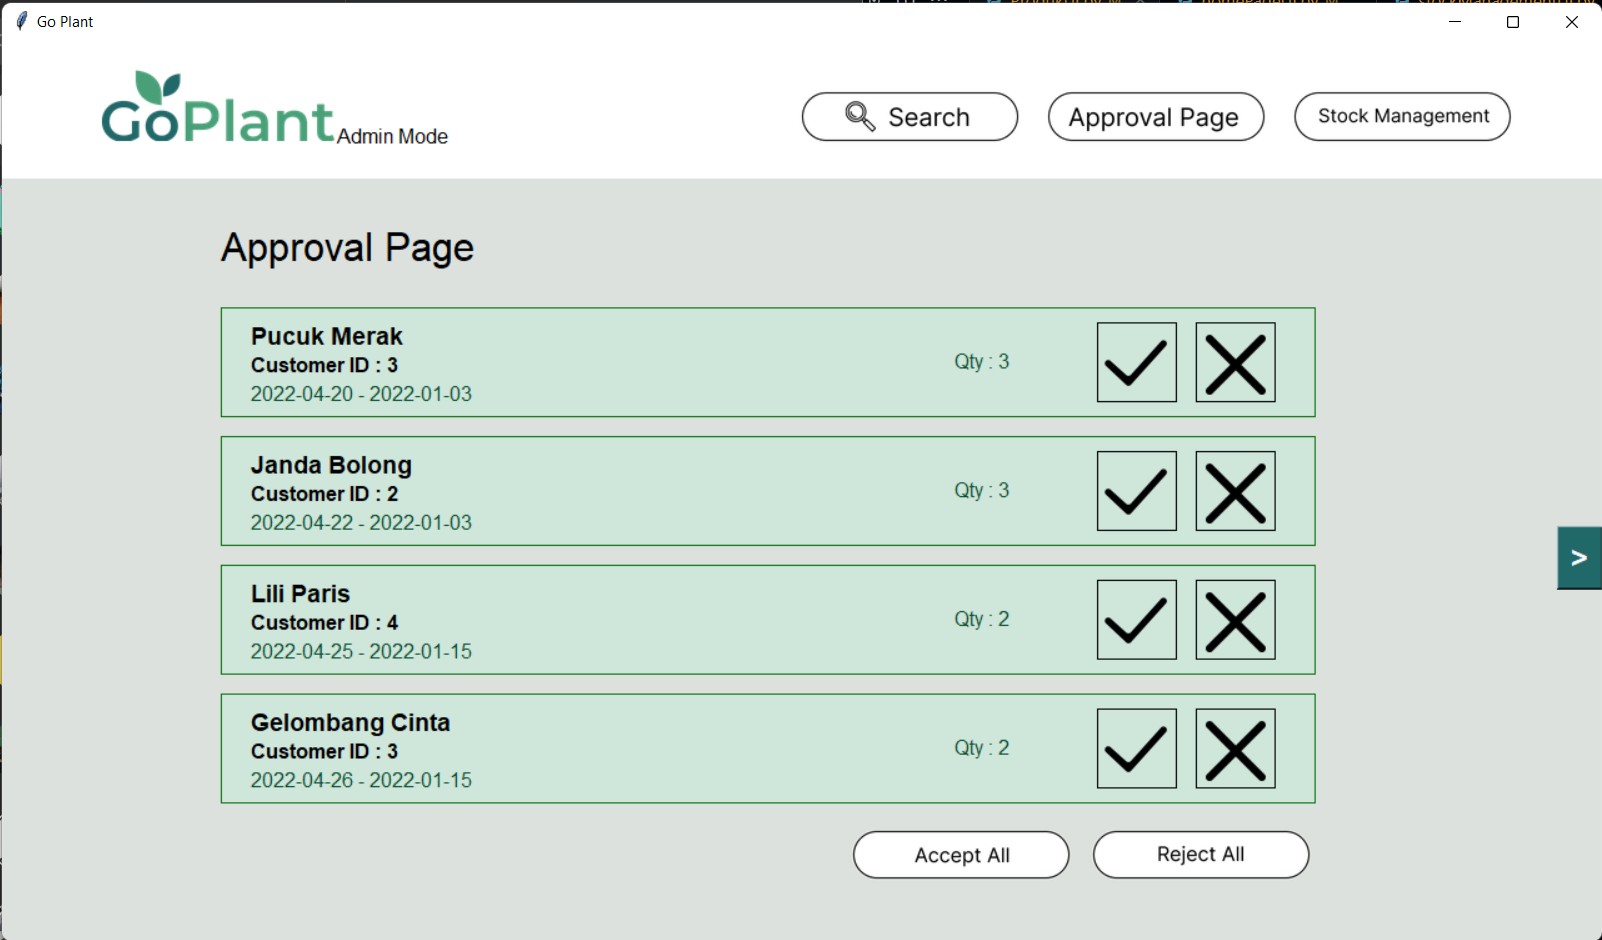 Go Plant
GoPlant Admin Mode
Search
Approval Page
Stock Management
Approval Page
Pucuk Merak
Customer ID : 3
2022-04-20 - 2022-01-03
Qty : 3
Janda Bolong
Customer ID : 2
2022-04-22 - 2022-01-03
Qty : 3
Lili Paris
Customer ID : 4
2022-04-25 - 2022-01-15
Qty : 2
Gelombang Cinta
Customer ID : 3
2022-04-26 - 2022-01-15
Qty : 2
>
Accept All
Reject All